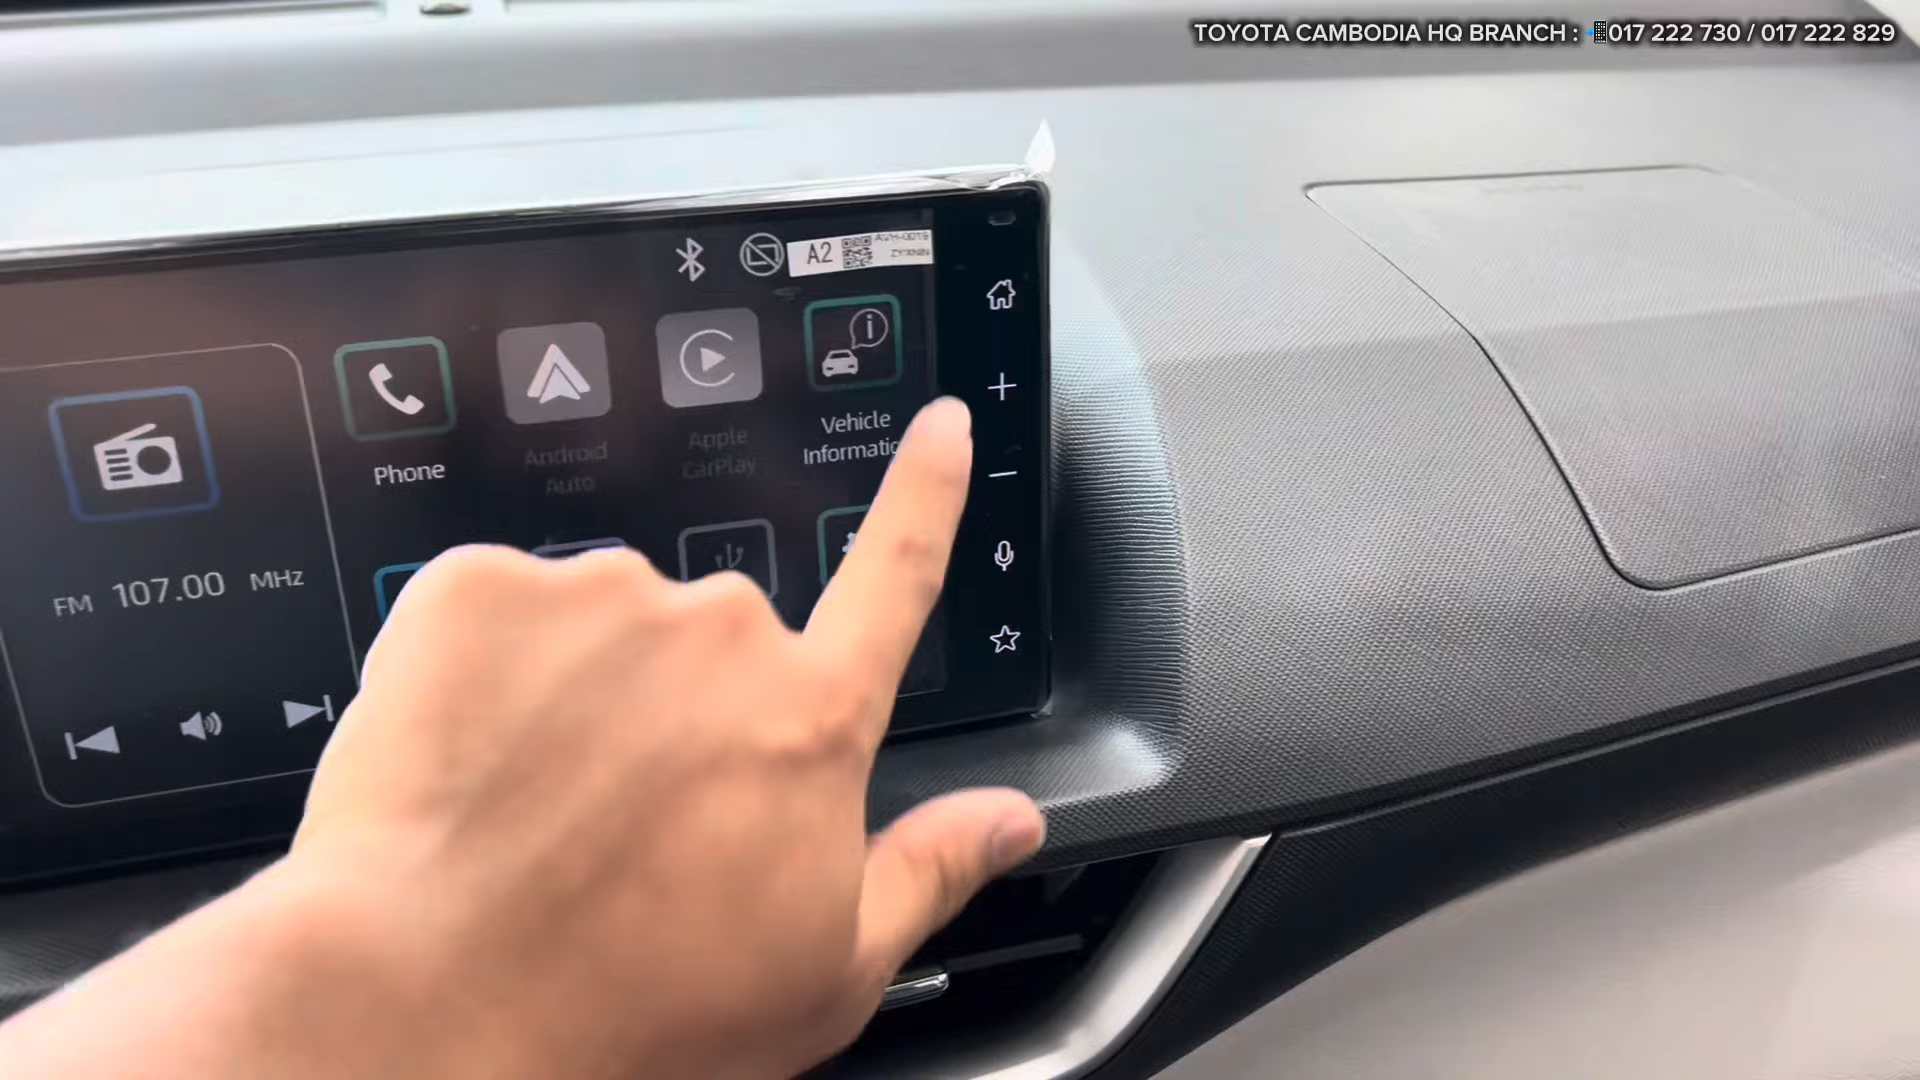 TOYOTA CAMBODIA HQ BRANCH : 📲017 222 730 / 017 222 829
A2
Phone
Android
Auto
Apple
CarPlay
Vehicle
FM 107.00 MHz